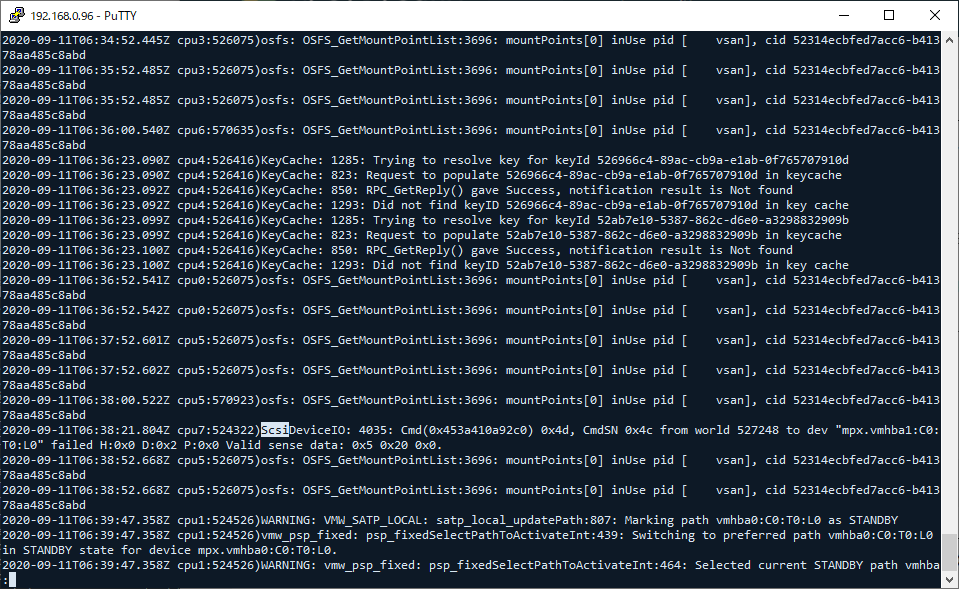 192.168.0.96 - PuTTY
2020-09-11T06:34:52.445Z cpu3:526075)osfs: OSFS_GetMountPointList:3696: mountPoints[0] inUse pid [    vsan], cid 52314ecbfed7acc6-b413
78aa485c8abd
2020-09-11T06:35:52.485Z cpu3:526075)osfs: OSFS_GetMountPointList:3696: mountPoints[0] inUse pid [    vsan], cid 52314ecbfed7acc6-b413
78aa485c8abd
2020-09-11T06:35:52.485Z cpu3:526075)osfs: OSFS_GetMountPointList:3696: mountPoints[0] inUse pid [    vsan], cid 52314ecbfed7acc6-b413
78aa485c8abd
2020-09-11T06:36:00.540Z cpu6:570635)osfs: OSFS_GetMountPointList:3696: mountPoints[0] inUse pid [    vsan], cid 52314ecbfed7acc6-b413
78aa485c8abd
2020-09-11T06:36:23.090Z cpu4:526416)KeyCache: 1285: Trying to resolve key for keyId 526966c4-89ac-cb9a-e1ab-0f765707910d
2020-09-11T06:36:23.090Z cpu4:526416)KeyCache: 823: Request to populate 526966c4-89ac-cb9a-e1ab-0f765707910d in keycache
2020-09-11T06:36:23.092Z cpu4:526416)KeyCache: 850: RPC_GetReply() gave Success, notification result is Not found
2020-09-11T06:36:23.092Z cpu4:526416)KeyCache: 1293: Did not find keyID 526966c4-89ac-cb9a-e1ab-0f765707910d in key cache
2020-09-11T06:36:23.099Z cpu4:526416)KeyCache: 1285: Trying to resolve key for keyId 52ab7e10-5387-862c-d6e0-a3298832909b
2020-09-11T06:36:23.099Z cpu4:526416)KeyCache: 823: Request to populate 52ab7e10-5387-862c-d6e0-a3298832909b in keycache
2020-09-11T06:36:23.100Z cpu4:526416)KeyCache: 850: RPC_GetReply() gave Success, notification result is Not found
2020-09-11T06:36:23.100Z cpu4:526416)KeyCache: 1293: Did not find keyID 52ab7e10-5387-862c-d6e0-a3298832909b in key cache
2020-09-11T06:36:52.541Z cpu0:526075)osfs: OSFS_GetMountPointList:3696: mountPoints[0] inUse pid [    vsan], cid 52314ecbfed7acc6-b413
78aa485c8abd
2020-09-11T06:36:52.542Z cpu0:526075)osfs: OSFS_GetMountPointList:3696: mountPoints[0] inUse pid [    vsan], cid 52314ecbfed7acc6-b413
78aa485c8abd
2020-09-11T06:37:52.601Z cpu5:526075)osfs: OSFS_GetMountPointList:3696: mountPoints[0] inUse pid [    vsan], cid 52314ecbfed7acc6-b413
78aa485c8abd
2020-09-11T06:37:52.602Z cpu5:526075)osfs: OSFS_GetMountPointList:3696: mountPoints[0] inUse pid [    vsan], cid 52314ecbfed7acc6-b413
78aa485c8abd
2020-09-11T06:38:00.522Z cpu5:570923)osfs: OSFS_GetMountPointList:3696: mountPoints[0] inUse pid [    vsan], cid 52314ecbfed7acc6-b413
78aa485c8abd
2020-09-11T06:38:21.804Z cpu7:524322)ScsiDeviceIO: 4035: Cmd(0x453a410a92c0) 0x4d, CmdSN 0x4c from world 527248 to dev "mpx.vmhba1:C0:
T0:L0" failed H:0x0 D:0x2 P:0x0 Valid sense data: 0x5 0x20 0x0.
2020-09-11T06:38:52.668Z cpu5:526075)osfs: OSFS_GetMountPointList:3696: mountPoints[0] inUse pid [    vsan], cid 52314ecbfed7acc6-b413
78aa485c8abd
2020-09-11T06:38:52.668Z cpu5:526075)osfs: OSFS_GetMountPointList:3696: mountPoints[0] inUse pid [    vsan], cid 52314ecbfed7acc6-b413
78aa485c8abd
2020-09-11T06:39:47.358Z cpu1:524526)WARNING: VMW_SATP_LOCAL: satp_local_updatePath:807: Marking path vmhba0:C0:T0:L0 as STANDBY
2020-09-11T06:39:47.358Z cpu1:524526)vmw_psp_fixed: psp_fixedSelectPathToActivateInt:439: Switching to preferred path vmhba0:C0:T0:L0
in STANDBY state for device mpx.vmhba0:C0:T0:L0.
2020-09-11T06:39:47.358Z cpu1:524526)WARNING: vmw_psp_fixed: psp_fixedSelectPathToActivateInt:464: Selected current STANDBY path vmhba
: